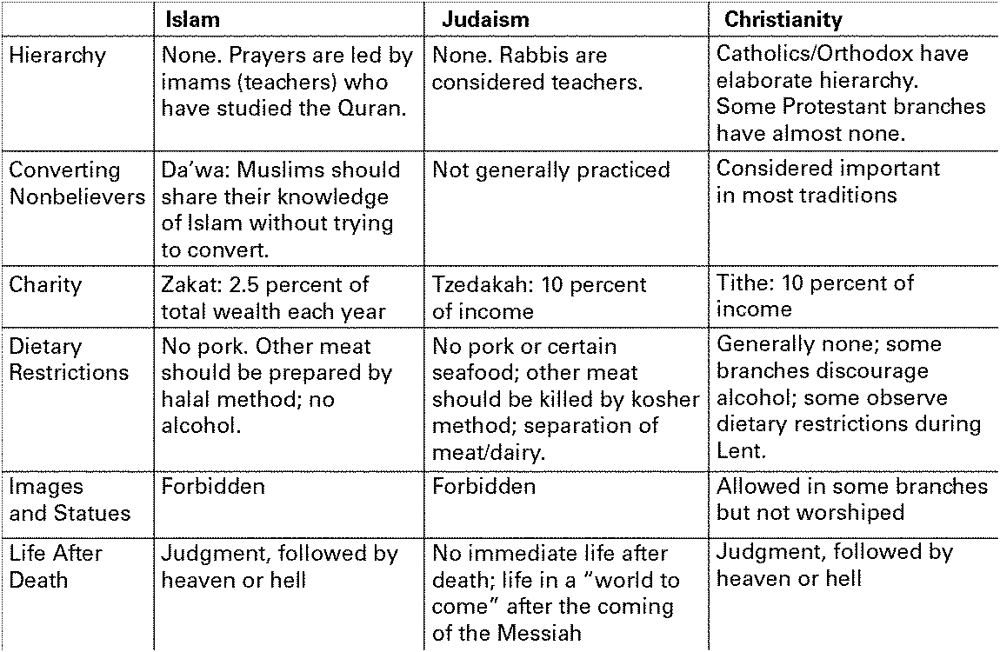 Islam Judaism Christianity
Hierarchy
None. Prayers are led by
imams (teachers) who
have studied the Quran.
None. Rabbis are
considered teachers.
Catholics/Orthodox have
elaborate hierarchy.
Some Protestant branches
have almost none.
Converting
Nonbelievers
Da’wa: Muslims should
share their knowledge
of Islam without trying
to convert.
Not generally practiced
Considered important
in most traditions
Charity
Zakat: 2.5 percent of
total wealth each year
Tzedakah: 10 percent
of income
Tithe: 10 percent of
income
Dietary
Restrictions
No pork. Other meat
should be prepared by
halal method; no
alcohol.
No pork or certain
seafood; other meat
should be killed by kosher
method; separation of
meat/dairy.
Generally none; some
branches discourage
alcohol; some observe
dietary restrictions during
Lent.
Images
and Statues
Forbidden
Forbidden
Allowed in some branches
but not worshiped
Life After
Death
Judgment, followed by
heaven or hell
No immediate life after
death; life in a “world to
come” after the coming
of the Messiah
Judgment, followed by
heaven or hell